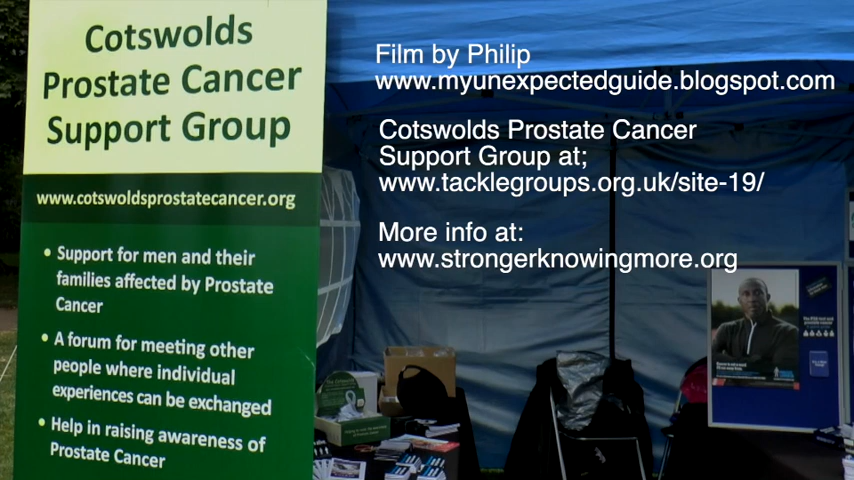 Cotswolds
Prostate Cancer
Support Group
www.cotswoldsprostatecancer.org
• Support for men and their
families affected by Prostate
Cancer
• A forum for meeting other
people where individual
experiences can be exchanged
• Help in raising awareness of
Prostate Cancer
Film by Philip
www.myunexpectedguide.blogspot.com
Cotswolds Prostate Cancer
Support Group at;
www.tacklegroups.org.uk/site-19/
More info at:
www.strongerknowingmore.org